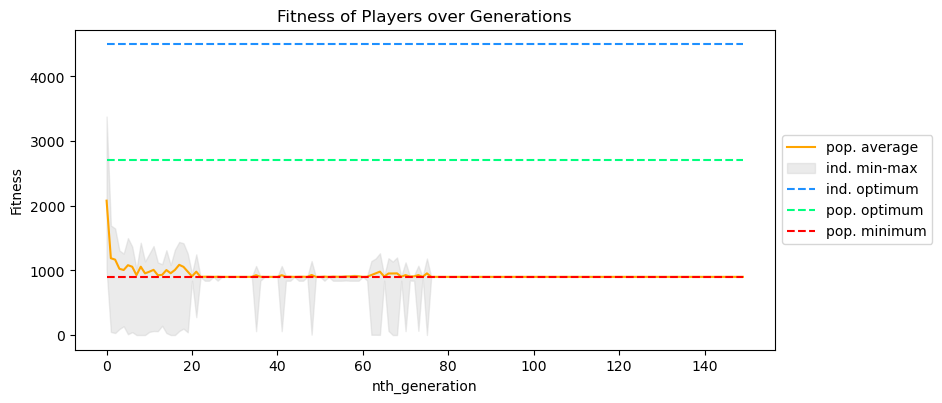 Fitness of Players over Generations
Fitness
4000
3000
2000
1000
0
0 20 40 60 80 100 120 140
nth_generation
pop. average
ind. min-max
ind. optimum
pop. optimum
pop. minimum